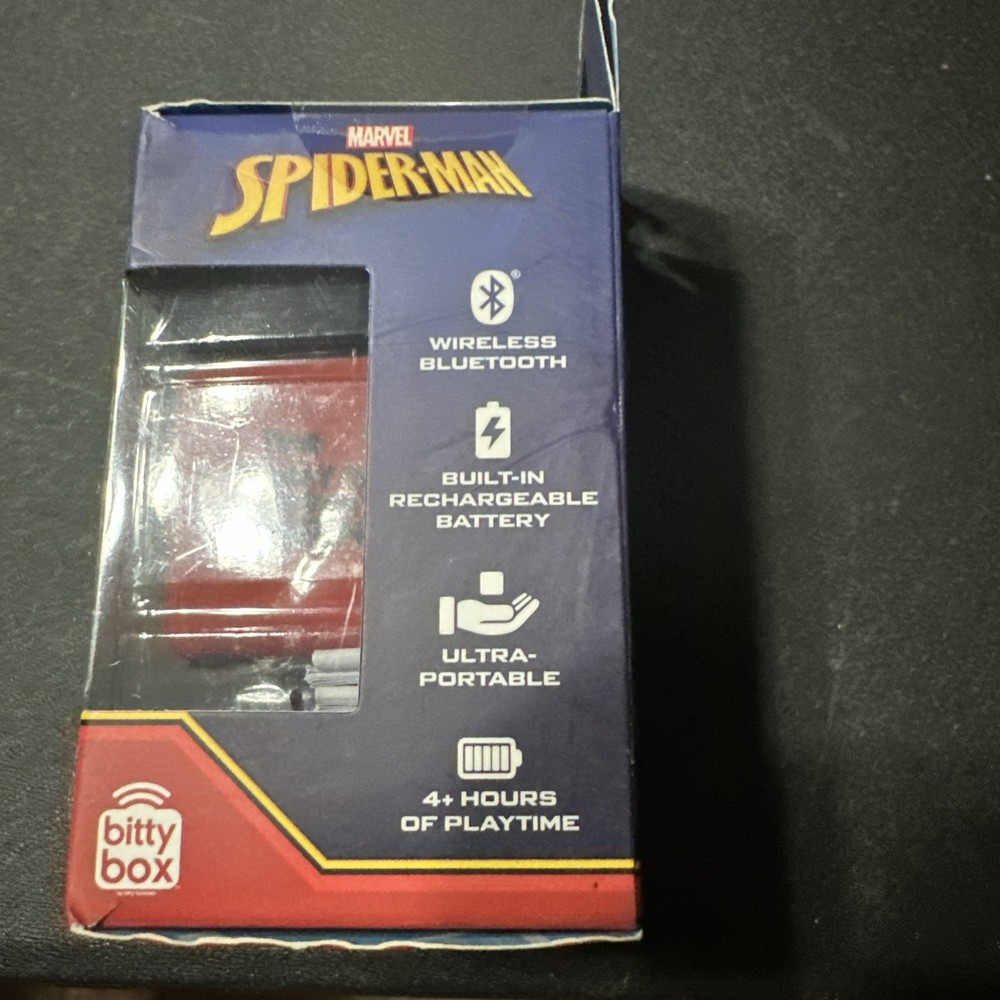 MARVEL
SPIDER-MAN
WIRELESS
BLUETOOTH
BUILT-IN
RECHARGEABLE
BATTERY
ULTRA-
PORTABLE
4+ HOURS
OF PLAYTIME
bitty
box